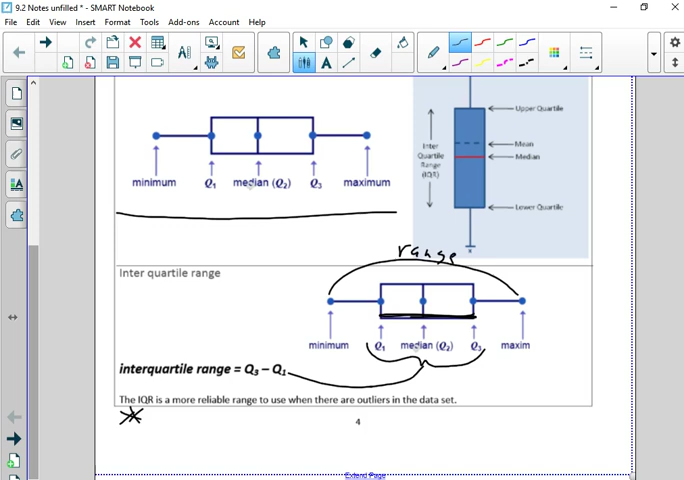 9.2 Notes unfilled * - SMART Notebook
File Edit View Insert Format Tools Add-ons Account Help
minimum Q1 median (Q2) Q3 maximum
Inter
Quartile
Range
(IQR)
Upper Quartile
Mean
Median
Lower Quartile
Inter quartile range
range
minimum Q1 median (Q2) Q3 maxim
interquartile range = Q3 – Q1
The IQR is a more reliable range to use when there are outliers in the data set.
4
Extend Page